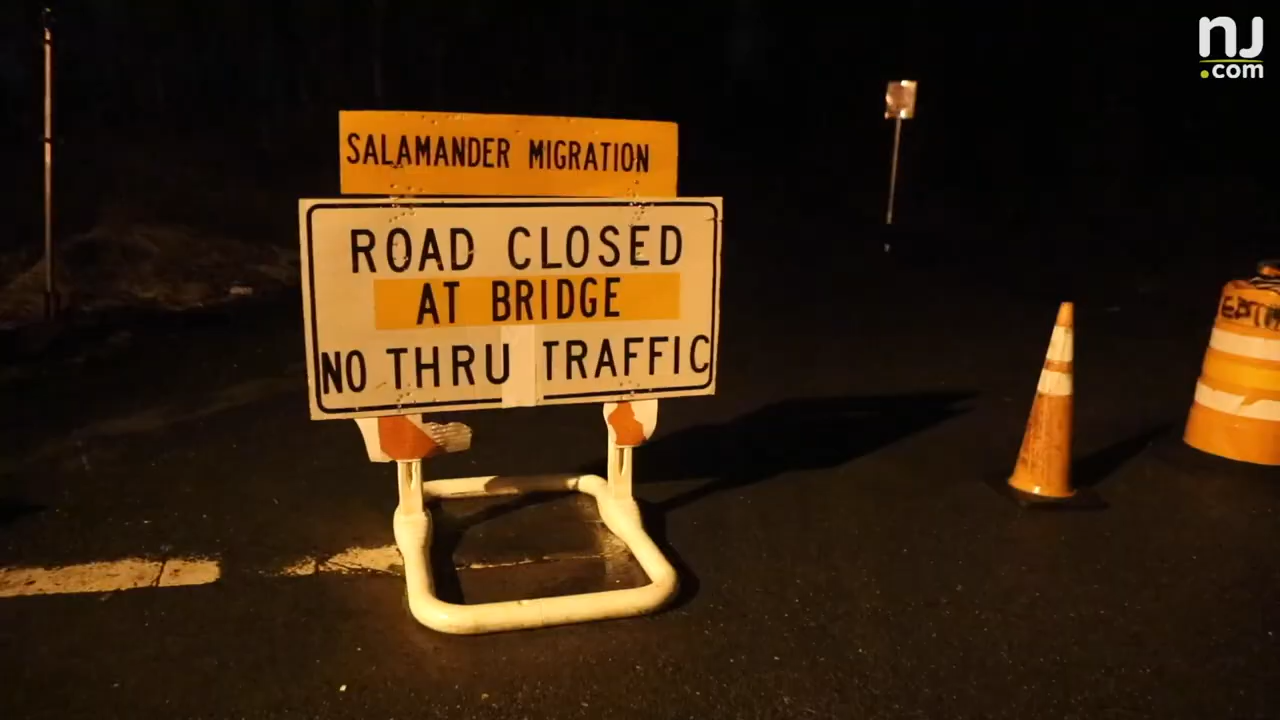 nj
.com
SALAMANDER MIGRATION
ROAD CLOSED
AT BRIDGE
NO THRU TRAFFIC